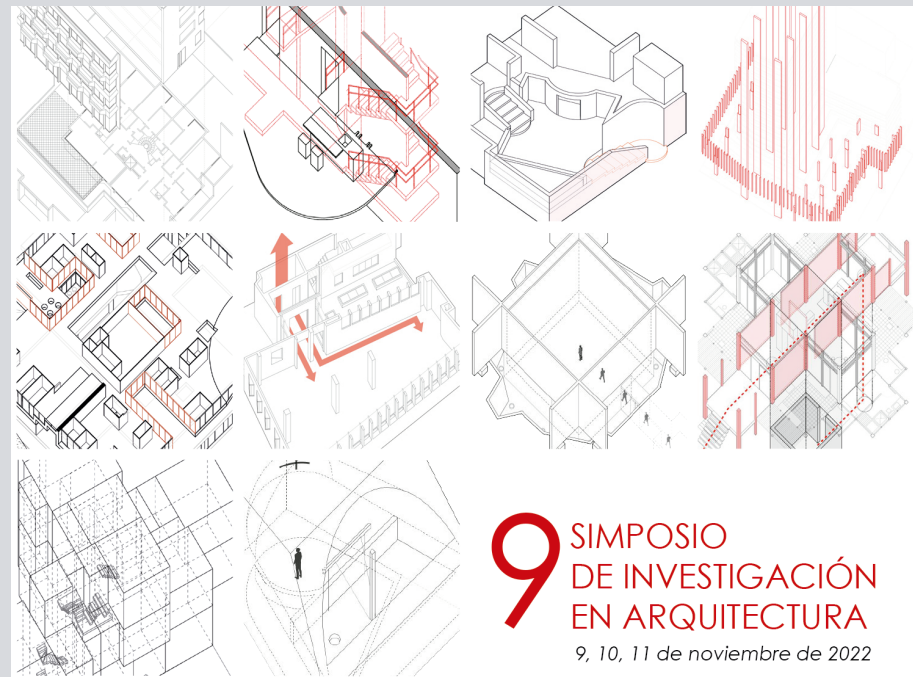 9 SIMPOSIO
DE INVESTIGACIÓN
EN ARQUITECTURA
9, 10, 11 de noviembre de 2022